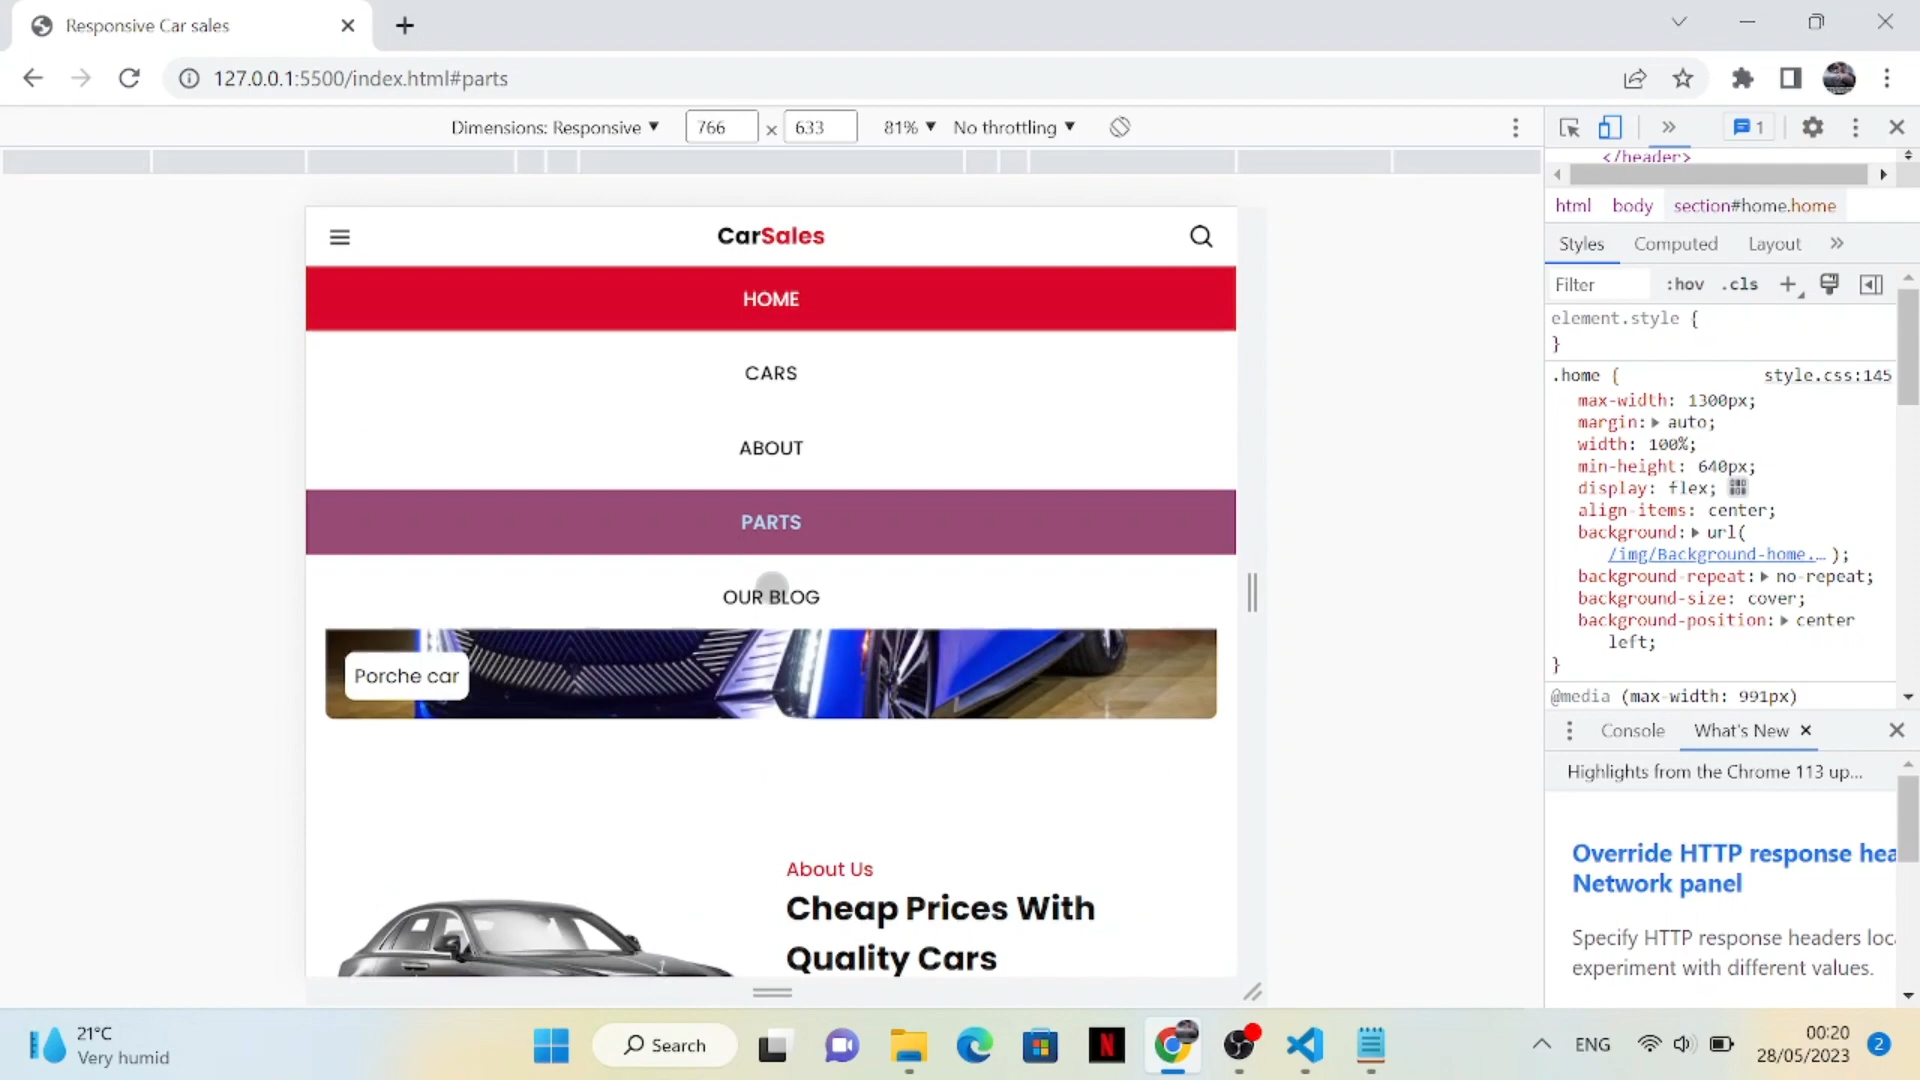 Responsive Car sales
127.0.0.1:5500/index.html#parts
Dimensions: Responsive
766 x 633
81%
No throttling
1
</header>
html body section#home.home
Styles Computed Layout
Filter :hov .cls
element.style {
}
.home { style.css:145
max-width: 1300px;
margin: auto;
width: 100%;
min-height: 640px;
display: flex;
align-items: center;
background: url(
/img/Background-home.… );
background-repeat: no-repeat;
background-size: cover;
background-position: center
left;
}
@media (max-width: 991px)
Console What's New
Highlights from the Chrome 113 up...
Override HTTP response hea
Network panel
Specify HTTP response headers loc
experiment with different values.
CarSales
HOME
CARS
ABOUT
PARTS
OUR BLOG
Porche car
About Us
Cheap Prices With
Quality Cars
21°C
Very humid
Search
N
ENG
00:20
28/05/2023
2